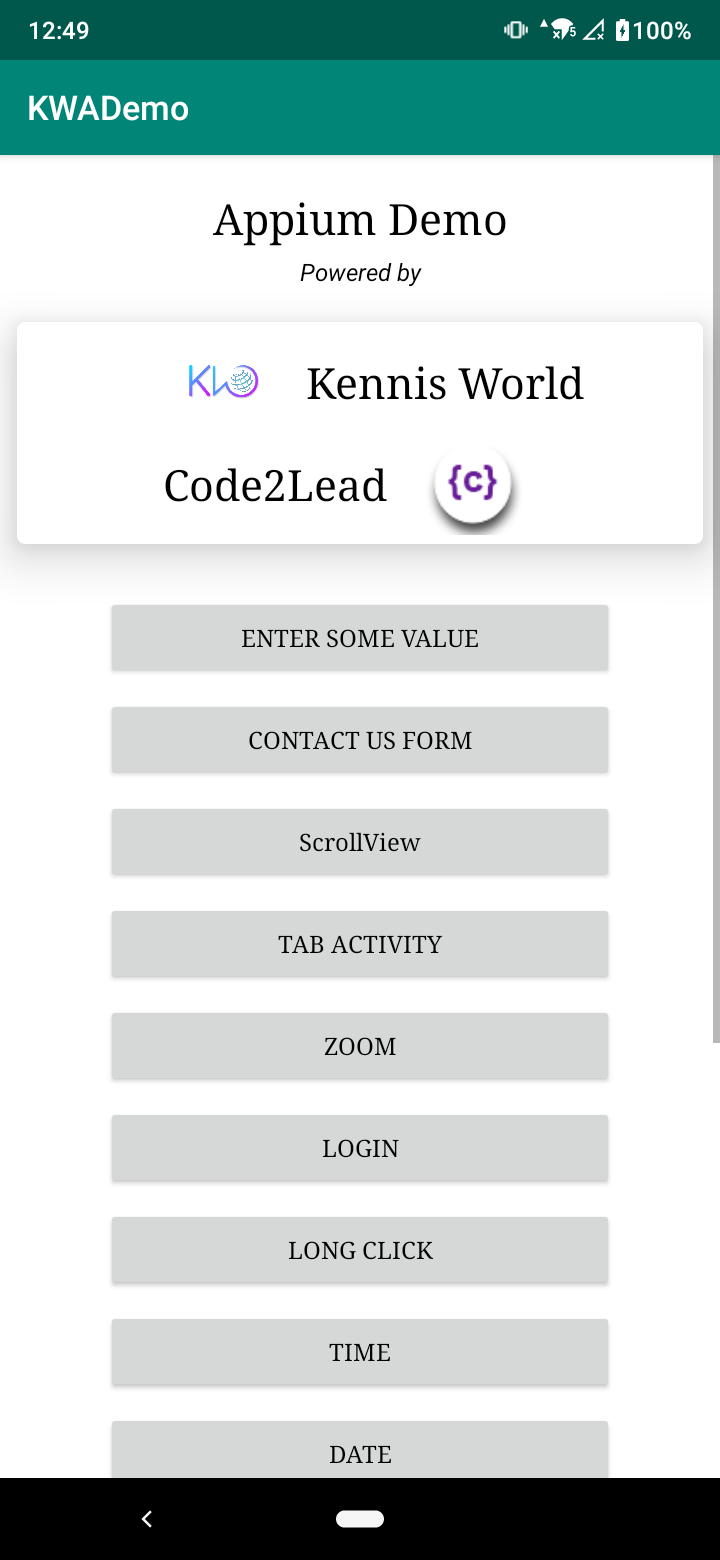 12:49
100%
KWADemo
Appium Demo
Powered by
Kennis World
Code2Lead
{c}
ENTER SOME VALUE
CONTACT US FORM
ScrollView
TAB ACTIVITY
ZOOM
LOGIN
LONG CLICK
TIME
DATE